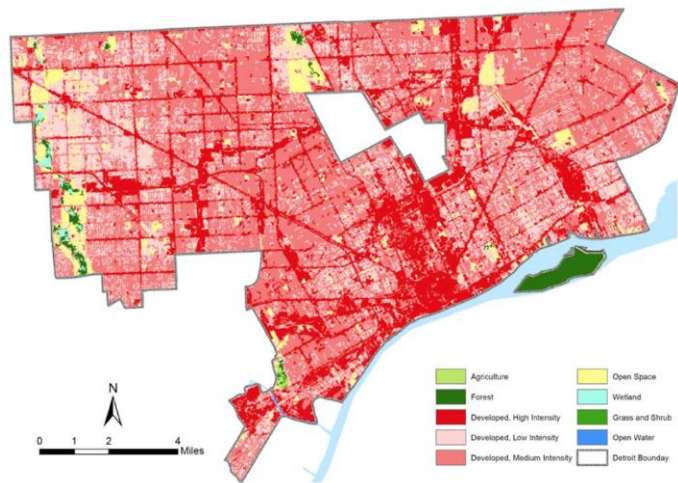 N
0 1 2 4
Miles
Agriculture
Forest
Developed, High Intensity
Developed, Low Intensity
Developed, Medium Intensity
Open Space
Wetland
Grass and Shrub
Open Water
Detroit Bounday